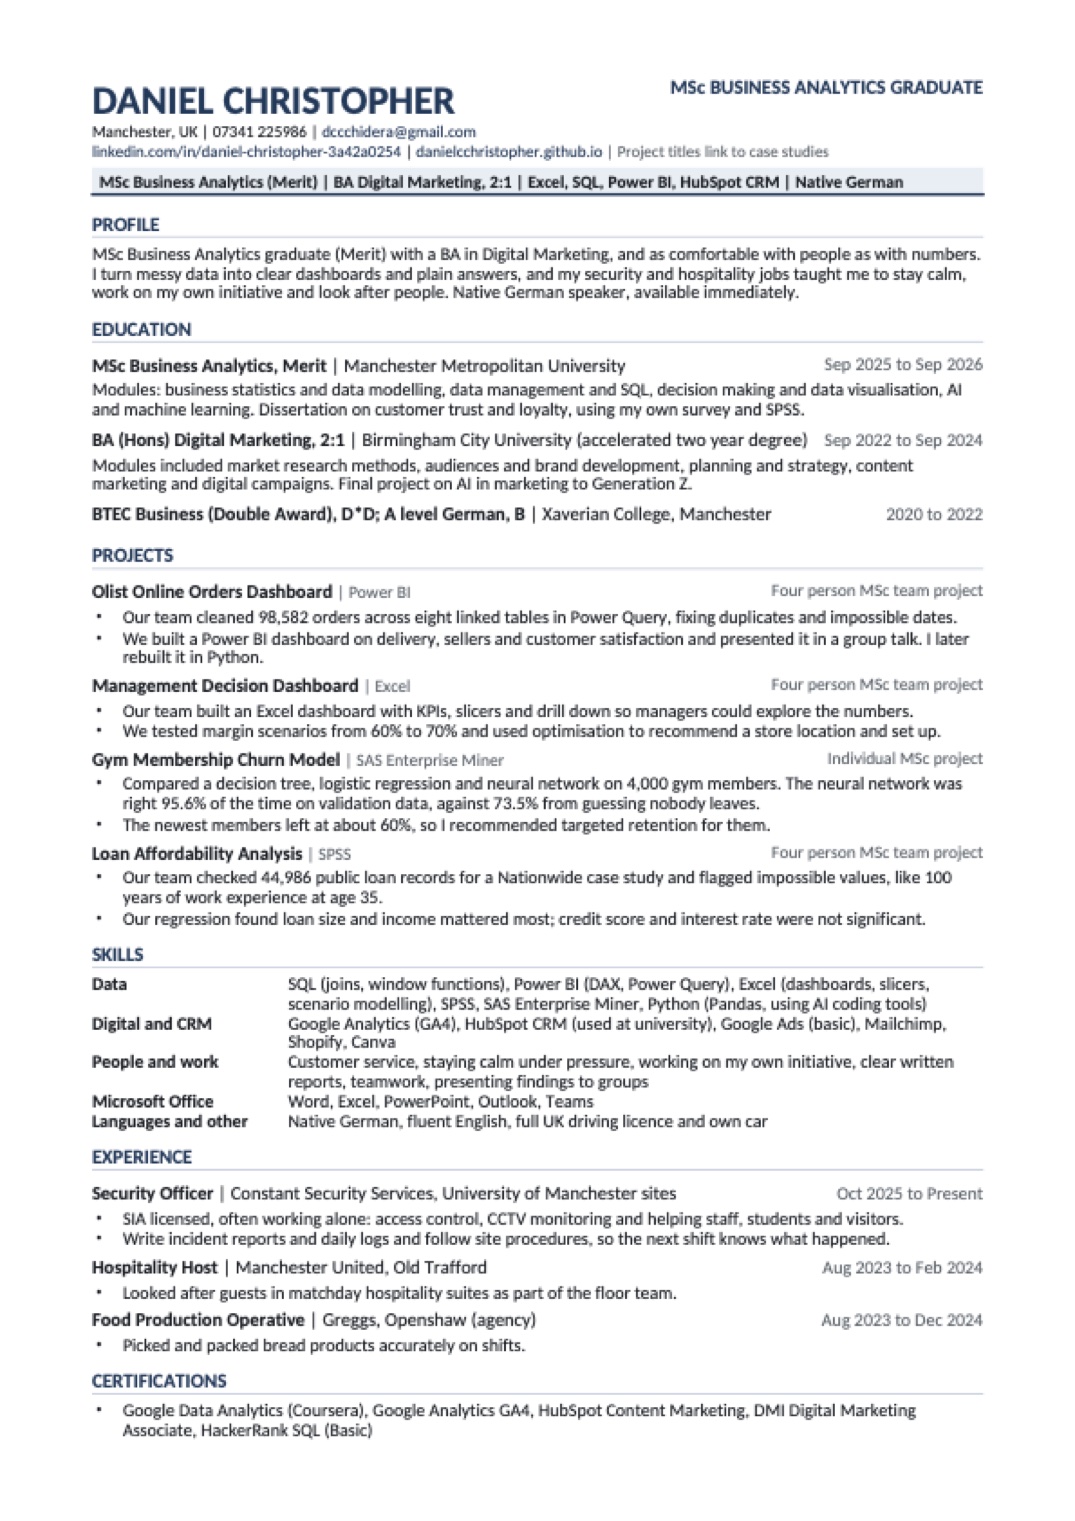 DANIEL CHRISTOPHER
MSc BUSINESS ANALYTICS GRADUATE
Manchester, UK | 07341 225986 | dccchidera@gmail.com
linkedin.com/in/daniel-christopher-3a42a0254 | danielcchristopher.github.io | Project titles link to case studies
MSc Business Analytics (Merit) | BA Digital Marketing, 2:1 | Excel, SQL, Power BI, HubSpot CRM | Native German
PROFILE
MSc Business Analytics graduate (Merit) with a BA in Digital Marketing, and as comfortable with people as with numbers.
I turn messy data into clear dashboards and plain answers, and my security and hospitality jobs taught me to stay calm,
work on my own initiative and look after people. Native German speaker, available immediately.
EDUCATION
MSc Business Analytics, Merit | Manchester Metropolitan University Sep 2025 to Sep 2026
Modules: business statistics and data modelling, data management and SQL, decision making and data visualisation, AI
and machine learning. Dissertation on customer trust and loyalty, using my own survey and SPSS.
BA (Hons) Digital Marketing, 2:1 | Birmingham City University (accelerated two year degree) Sep 2022 to Sep 2024
Modules included market research methods, audiences and brand development, planning and strategy, content
marketing and digital campaigns. Final project on AI in marketing to Generation Z.
BTEC Business (Double Award), D*D; A level German, B | Xaverian College, Manchester 2020 to 2022
PROJECTS
Olist Online Orders Dashboard | Power BI Four person MSc team project
• Our team cleaned 98,582 orders across eight linked tables in Power Query, fixing duplicates and impossible dates.
• We built a Power BI dashboard on delivery, sellers and customer satisfaction and presented it in a group talk. I later
rebuilt it in Python.
Management Decision Dashboard | Excel Four person MSc team project
• Our team built an Excel dashboard with KPIs, slicers and drill down so managers could explore the numbers.
• We tested margin scenarios from 60% to 70% and used optimisation to recommend a store location and set up.
Gym Membership Churn Model | SAS Enterprise Miner Individual MSc project
• Compared a decision tree, logistic regression and neural network on 4,000 gym members. The neural network was
right 95.6% of the time on validation data, against 73.5% from guessing nobody leaves.
• The newest members left at about 60%, so I recommended targeted retention for them.
Loan Affordability Analysis | SPSS Four person MSc team project
• Our team checked 44,986 public loan records for a Nationwide case study and flagged impossible values, like 100
years of work experience at age 35.
• Our regression found loan size and income mattered most; credit score and interest rate were not significant.
SKILLS
Data SQL (joins, window functions), Power BI (DAX, Power Query), Excel (dashboards, slicers,
scenario modelling), SPSS, SAS Enterprise Miner, Python (Pandas, using AI coding tools)
Digital and CRM Google Analytics (GA4), HubSpot CRM (used at university), Google Ads (basic), Mailchimp,
Shopify, Canva
People and work Customer service, staying calm under pressure, working on my own initiative, clear written
reports, teamwork, presenting findings to groups
Microsoft Office Word, Excel, PowerPoint, Outlook, Teams
Languages and other Native German, fluent English, full UK driving licence and own car
EXPERIENCE
Security Officer | Constant Security Services, University of Manchester sites Oct 2025 to Present
• SIA licensed, often working alone: access control, CCTV monitoring and helping staff, students and visitors.
• Write incident reports and daily logs and follow site procedures, so the next shift knows what happened.
Hospitality Host | Manchester United, Old Trafford Aug 2023 to Feb 2024
• Looked after guests in matchday hospitality suites as part of the floor team.
Food Production Operative | Greggs, Openshaw (agency) Aug 2023 to Dec 2024
• Picked and packed bread products accurately on shifts.
CERTIFICATIONS
• Google Data Analytics (Coursera), Google Analytics GA4, HubSpot Content Marketing, DMI Digital Marketing
Associate, HackerRank SQL (Basic)